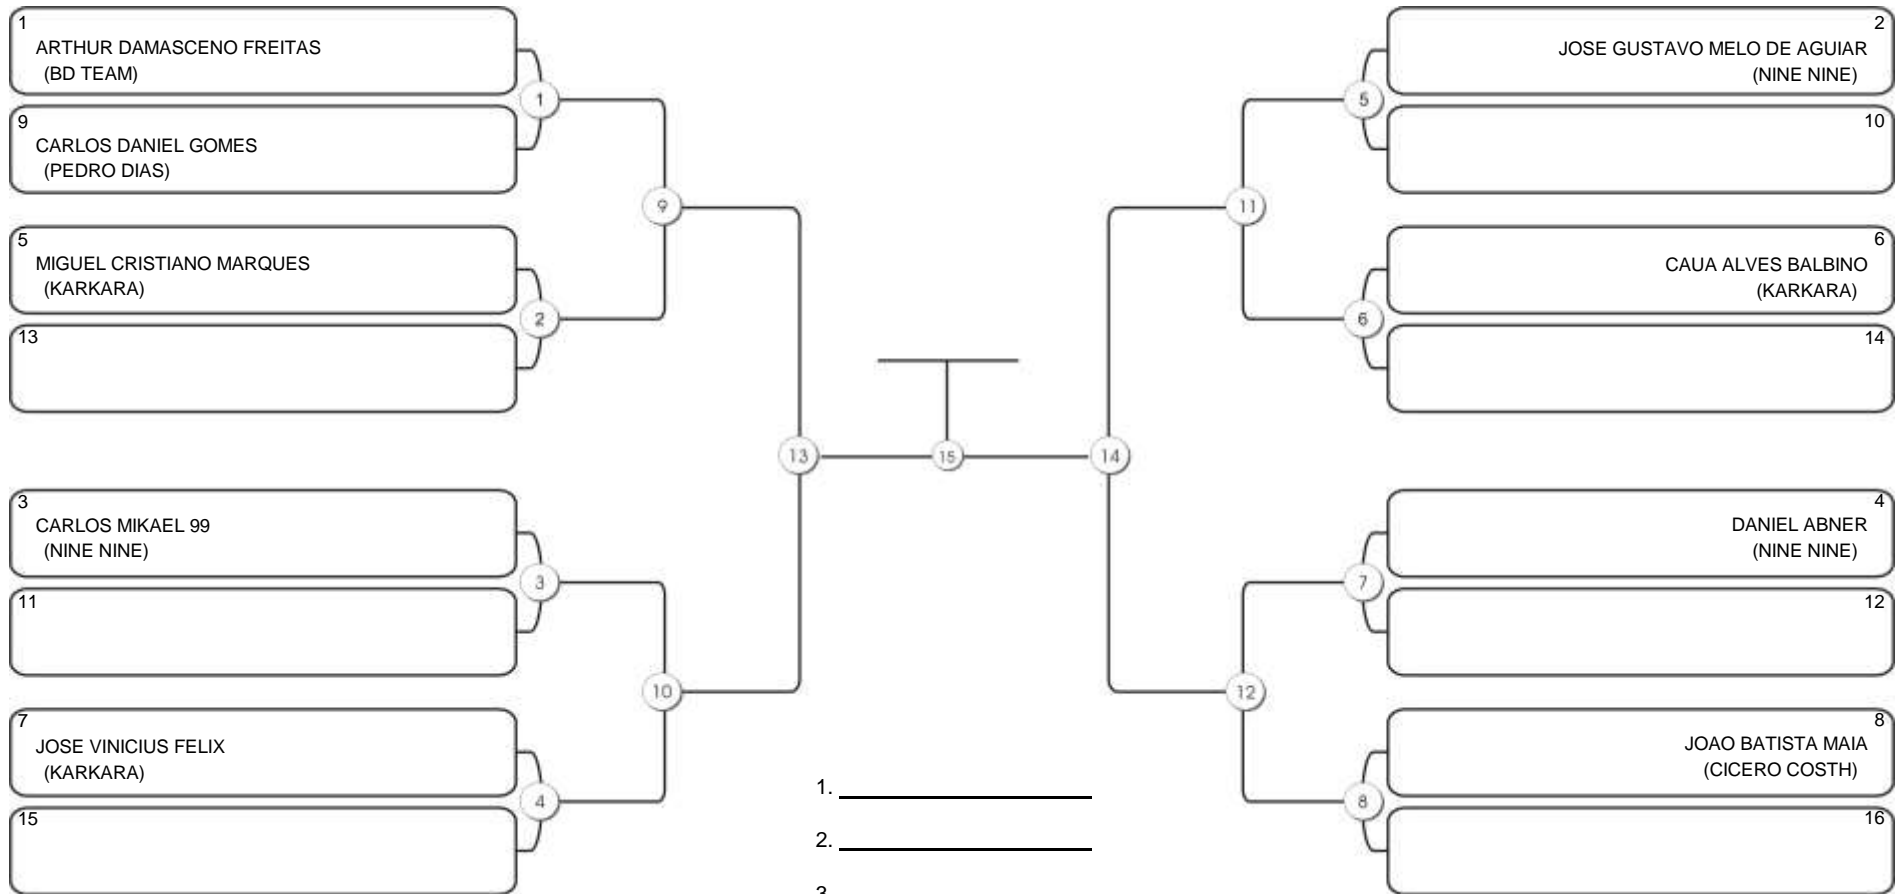 1
ARTHUR DAMASCENO FREITAS
(BD TEAM)
9
CARLOS DANIEL GOMES
(PEDRO DIAS)
5
MIGUEL CRISTIANO MARQUES
(KARKARA)
13
3
CARLOS MIKAEL 99
(NINE NINE)
11
7
JOSE VINICIUS FELIX
(KARKARA)
15
1
2
3
4
9
10
13
15
14
11
12
5
6
7
8
2
JOSE GUSTAVO MELO DE AGUIAR
(NINE NINE)
10
6
CAUA ALVES BALBINO
(KARKARA)
14
4
DANIEL ABNER
(NINE NINE)
12
8
JOAO BATISTA MAIA
(CICERO COSTH)
16
1.
2.
3